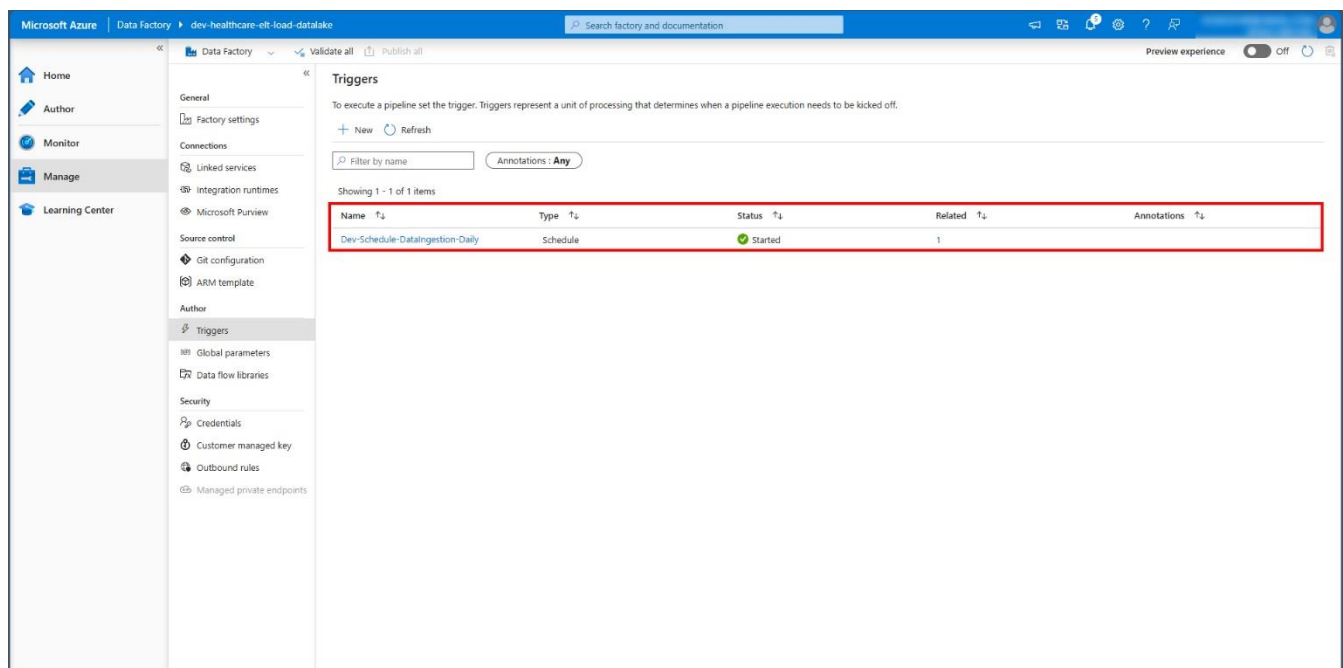 Microsoft Azure | Data Factory ▸ dev-healthcare-elt-load-datalake
Search factory and documentation
5
Data Factory
Validate all
Publish all
Preview experience
Off
Home
Author
Monitor
Manage
Learning Center
General
Factory settings
Connections
Linked services
Integration runtimes
Microsoft Purview
Source control
Git configuration
ARM template
Author
Triggers
Global parameters
Data flow libraries
Security
Credentials
Customer managed key
Outbound rules
Managed private endpoints
Triggers
To execute a pipeline set the trigger. Triggers represent a unit of processing that determines when a pipeline execution needs to be kicked off.
+ New Refresh
Filter by name Annotations : Any
Showing 1 - 1 of 1 items
Name ↑↓ Type ↑↓ Status ↑↓ Related ↑↓ Annotations ↑↓
Dev-Schedule-DataIngestion-Daily Schedule Started 1